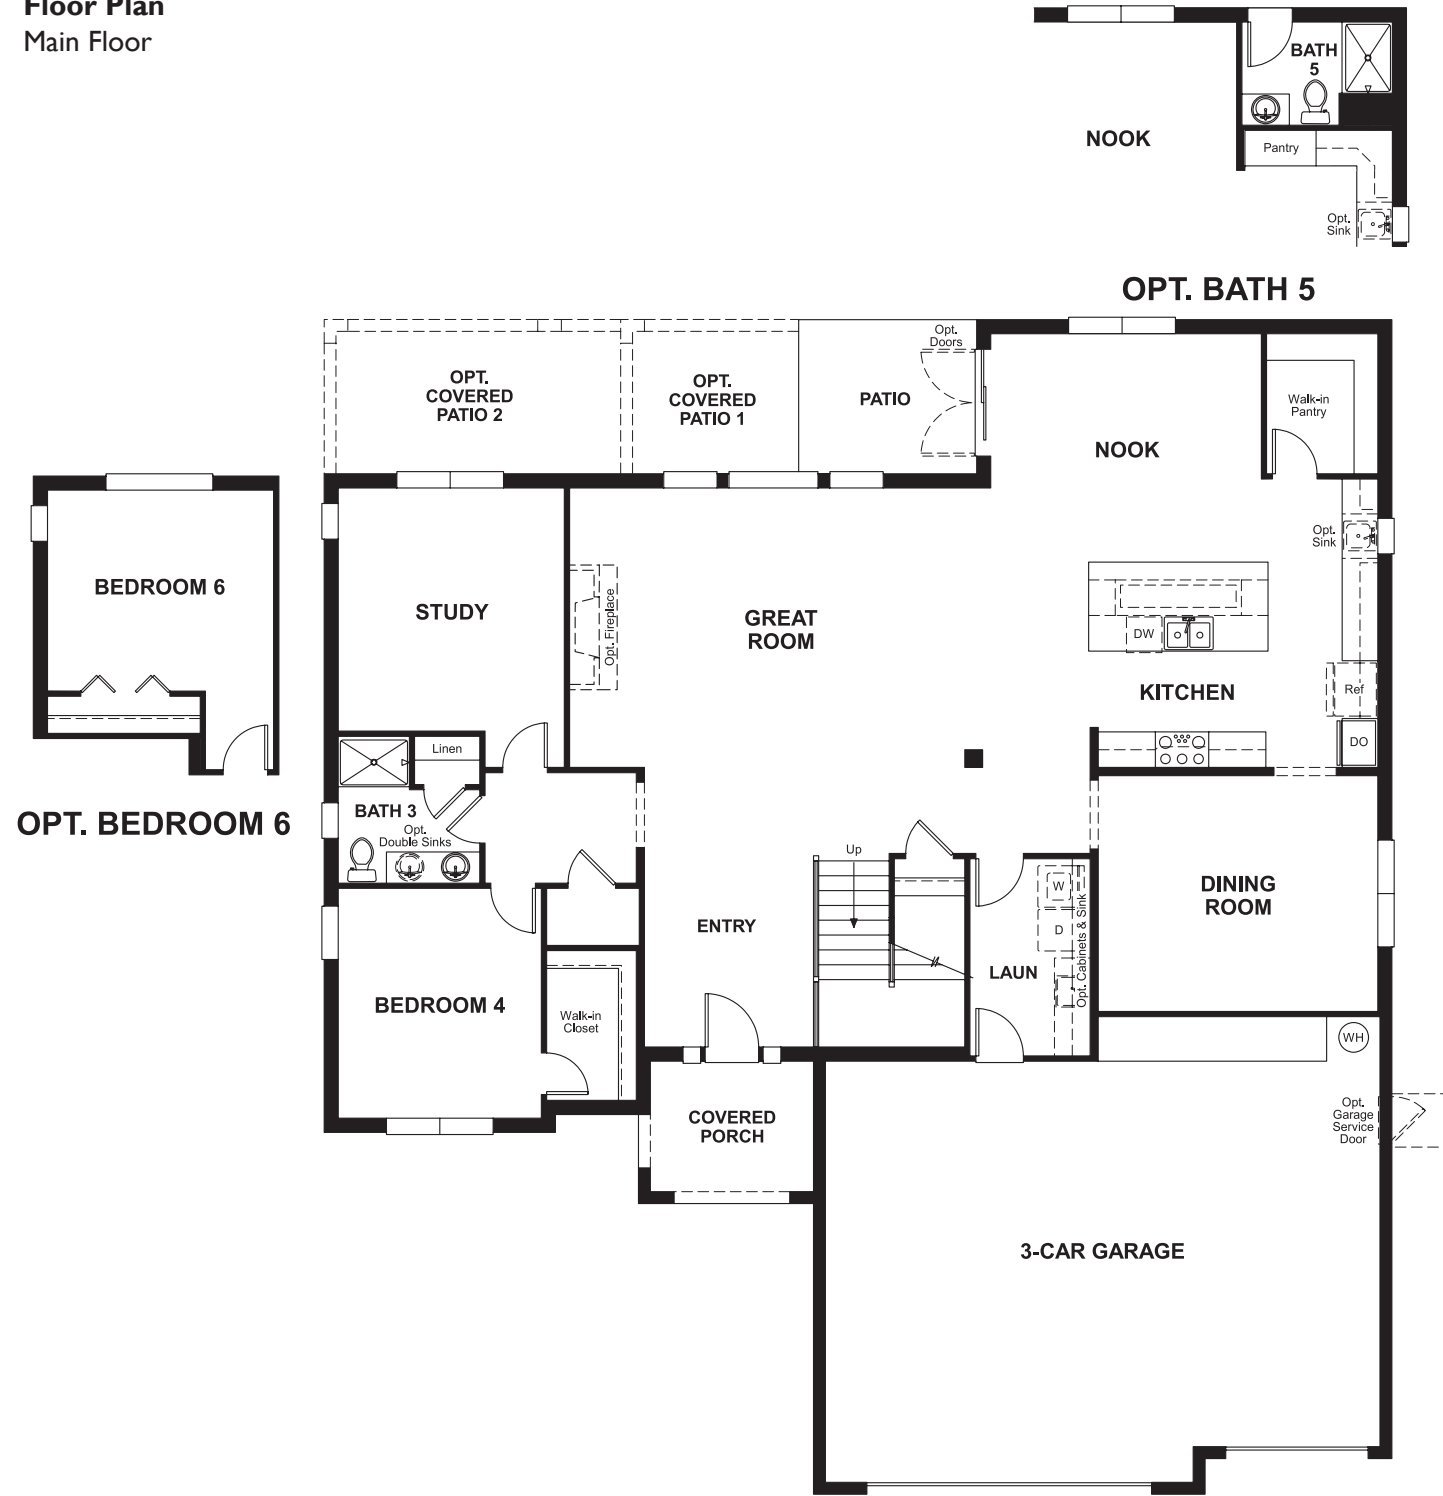 Floor Plan
Main Floor
BATH
5
NOOK
Pantry
Opt.
Sink
OPT. BATH 5
OPT.
COVERED
PATIO 2
OPT.
COVERED
PATIO 1
PATIO
Opt.
Doors
NOOK
Walk-in
Pantry
Opt.
Sink
BEDROOM 6
OPT. BEDROOM 6
STUDY
Opt. Fireplace
GREAT
ROOM
DW
KITCHEN
Ref
DO
Linen
BATH 3
Opt.
Double Sinks
Up
W
D
Opt. Cabinets & Sink
LAUN
DINING
ROOM
ENTRY
BEDROOM 4
Walk-in
Closet
WH
COVERED
PORCH
Opt.
Garage
Service
Door
3-CAR GARAGE